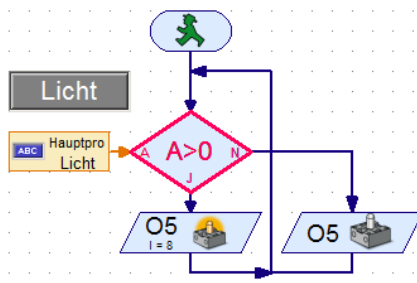 Licht
ABC
Hauptpro
Licht
A
A>0
N
J
O5
I = 8
O5